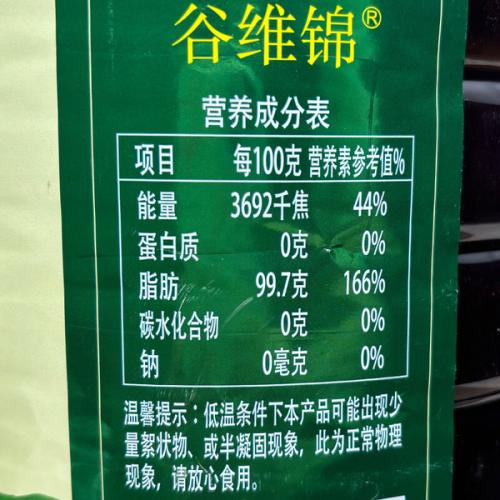 谷维锦®
营养成分表
项目 每100克 营养素参考值%
能量 3692千焦 44%
蛋白质 0克 0%
脂肪 99.7克 166%
碳水化合物 0克 0%
钠 0毫克 0%
温馨提示：低温条件下本产品可能出现少
量絮状物、或半凝固现象，此为正常物理
现象，请放心食用。